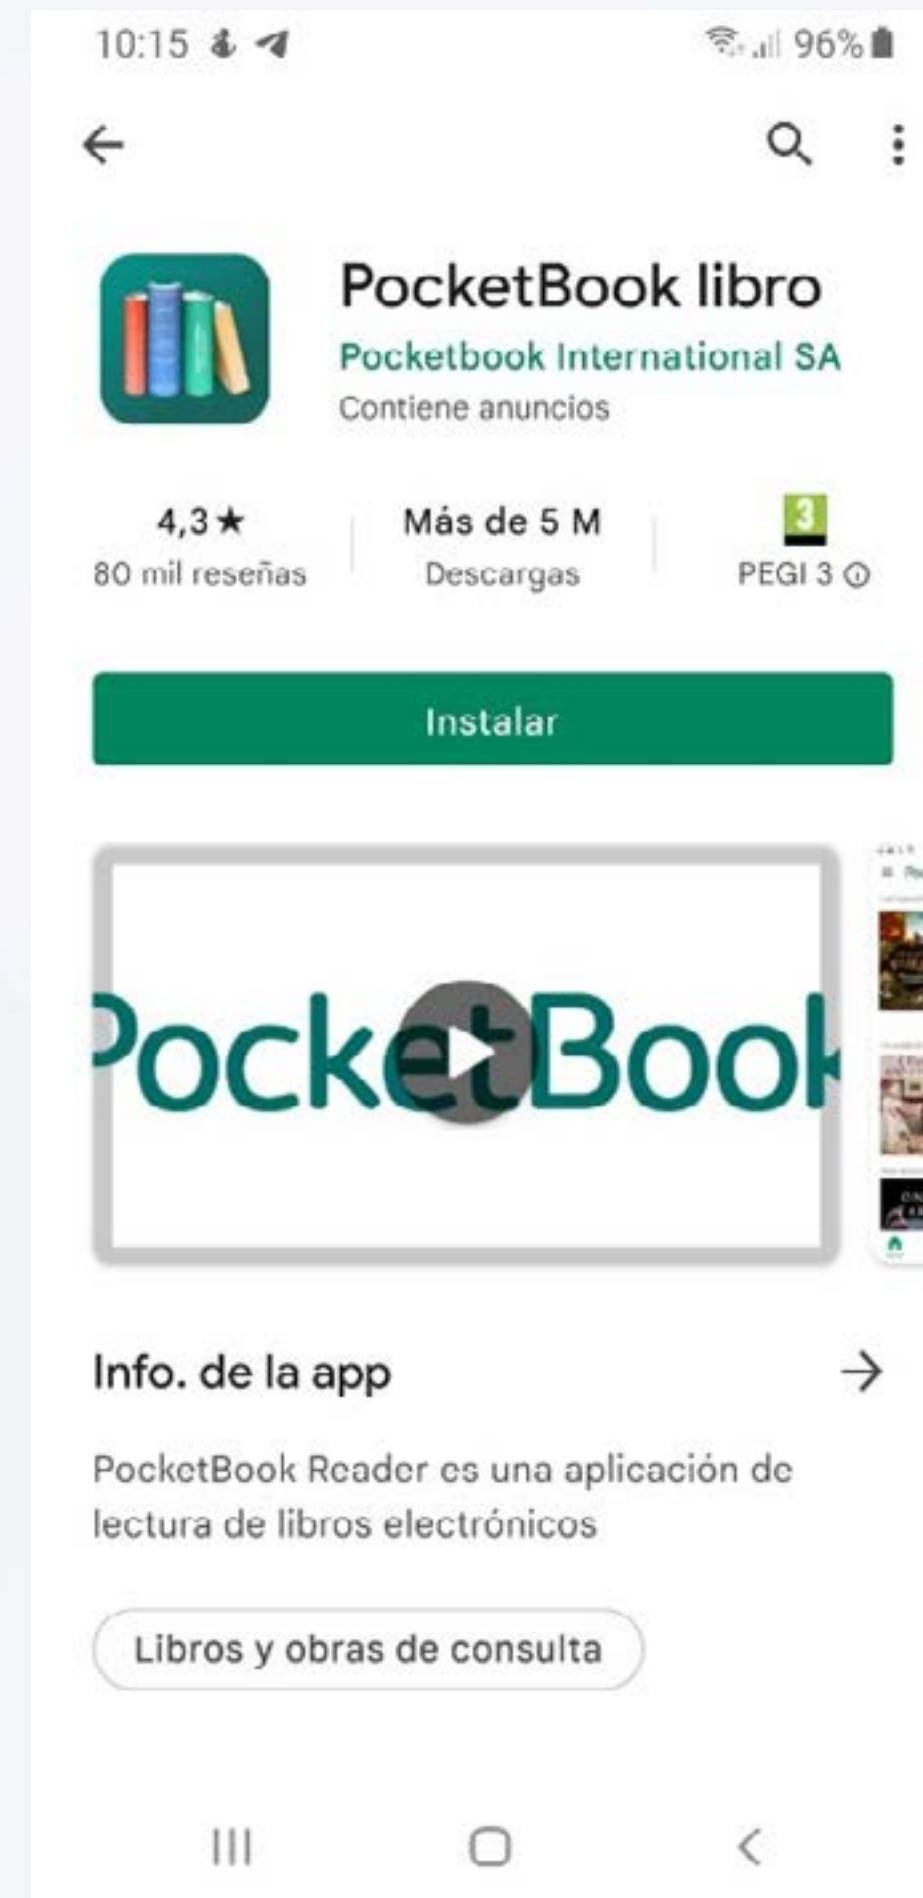 10:15 96%
PocketBook libro
Pocketbook International SA
Contiene anuncios
4,3★ Más de 5 M 3
80 mil reseñas Descargas PEGI 3
Instalar
PocketBook
Info. de la app
PocketBook Reader es una aplicación de
lectura de libros electrónicos
Libros y obras de consulta